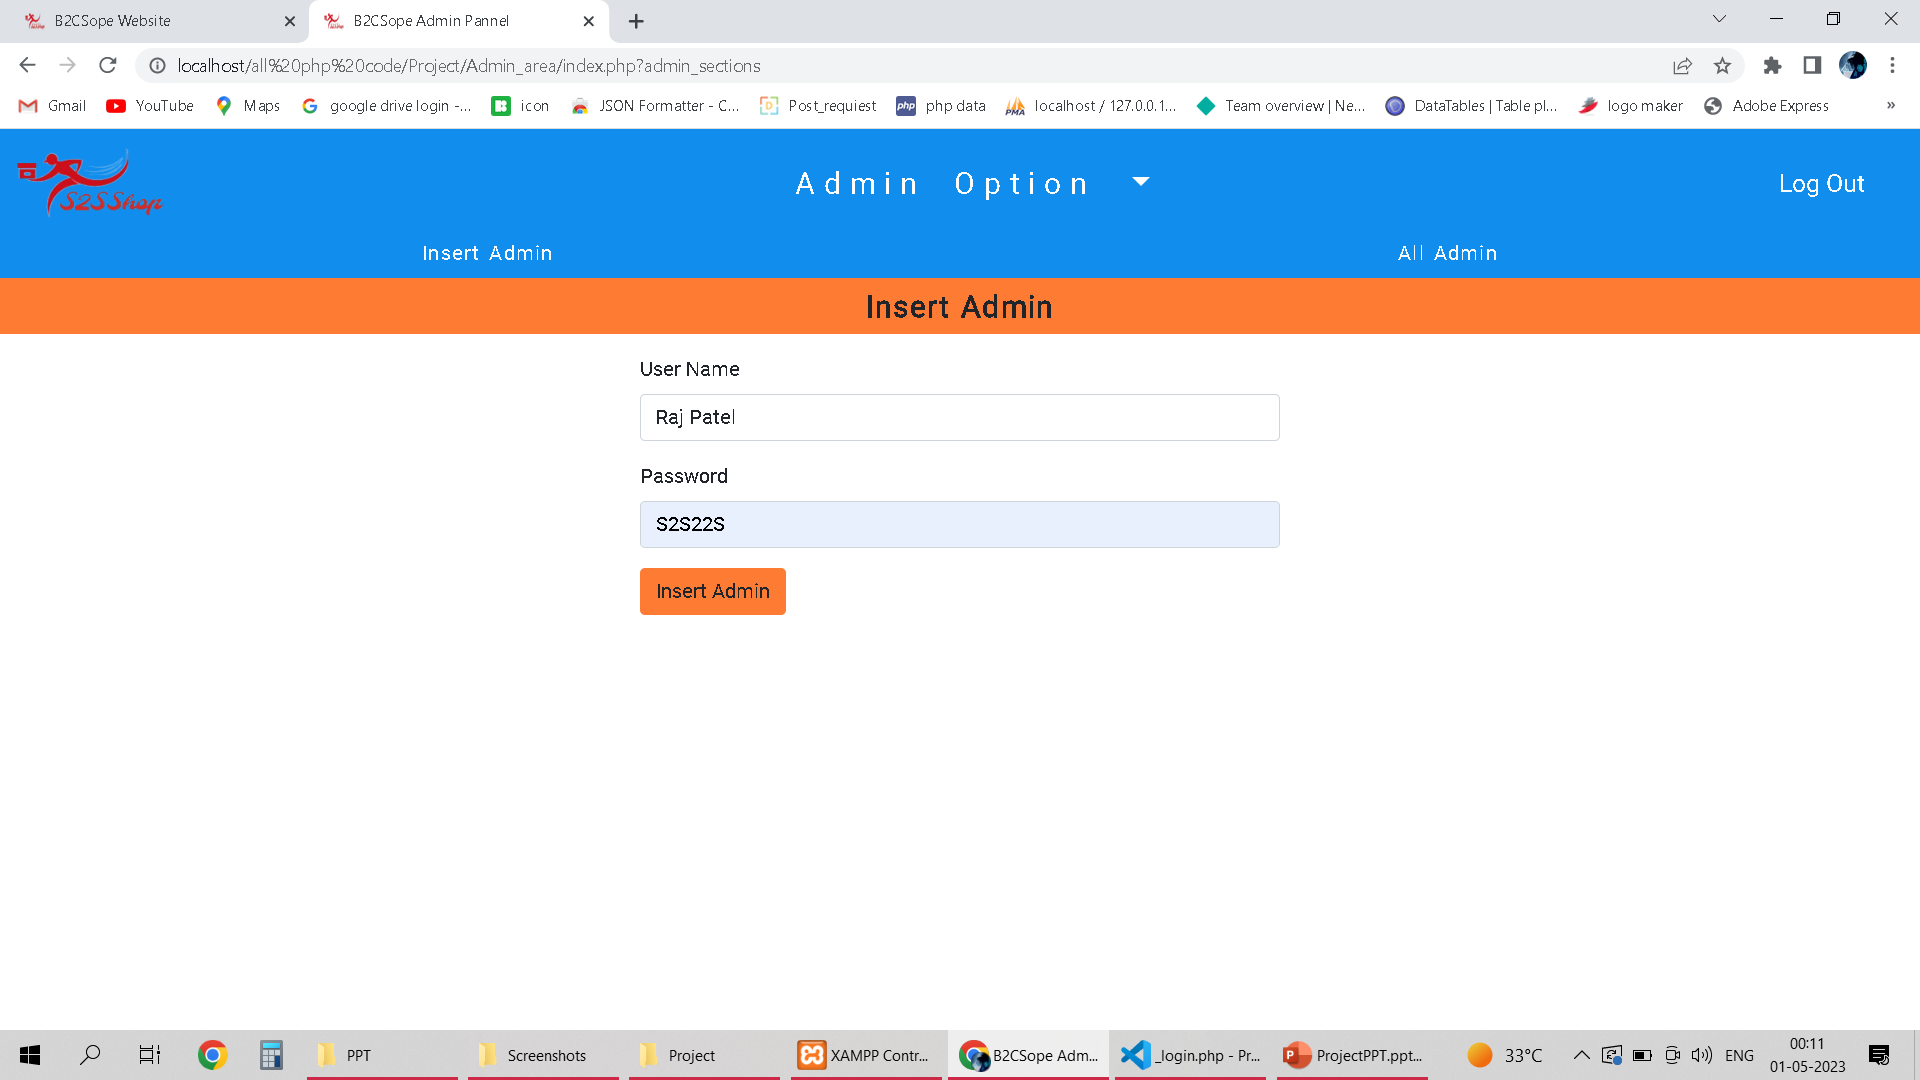 B2CSope Website
B2CSope Admin Pannel
localhost/all%20php%20code/Project/Admin_area/index.php?admin_sections
Gmail
YouTube
Maps
google drive login -...
icon
JSON Formatter - C...
Post_requiest
php
php data
PMA
localhost / 127.0.0.1...
Team overview | Ne...
DataTables | Table pl...
logo maker
Adobe Express
»
S2SShop
Admin Option
Log Out
Insert Admin
All Admin
Insert Admin
User Name
Raj Patel
Password
S2S22S
Insert Admin
PPT
Screenshots
Project
XAMPP Contr...
B2CSope Adm...
_login.php - Pr...
ProjectPPT.ppt...
33°C
ENG
00:11
01-05-2023